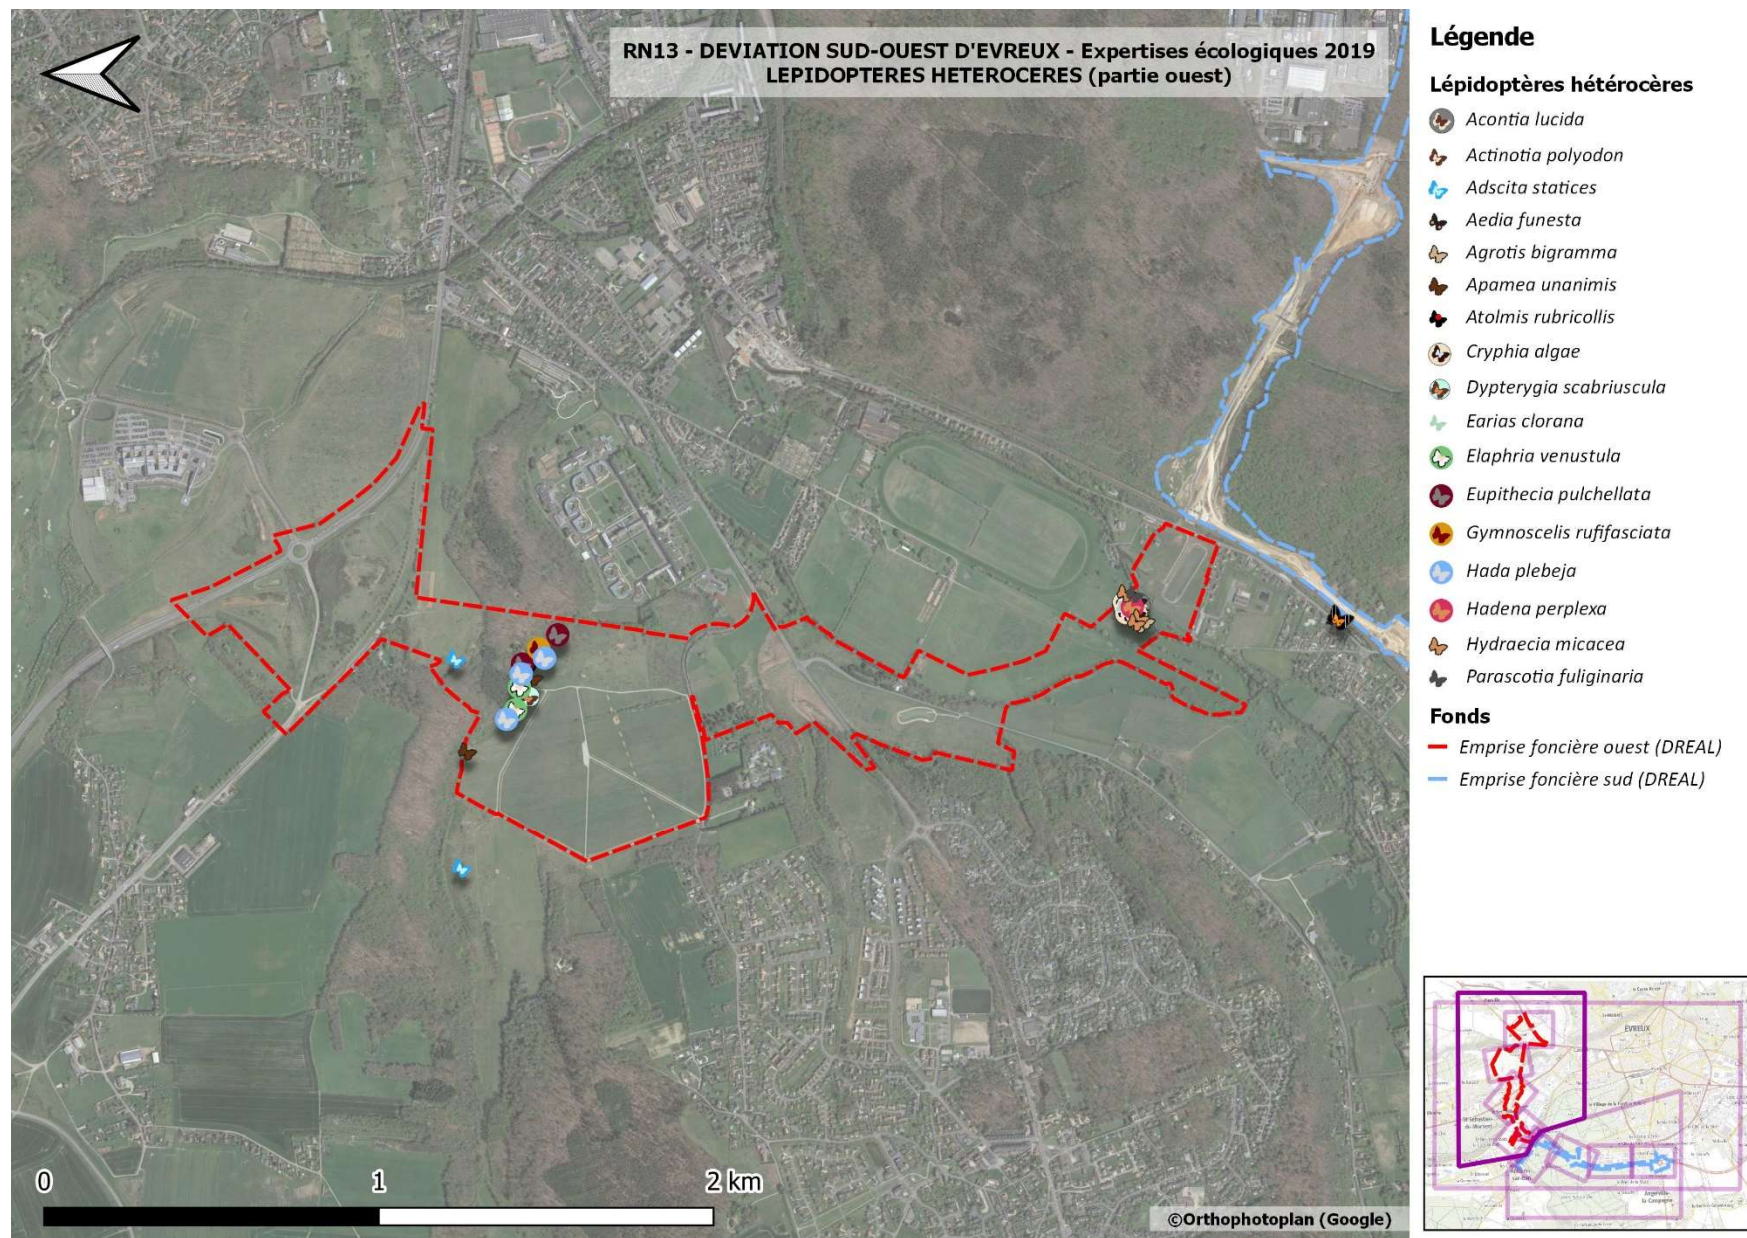 RN13 - DEVIATION SUD-OUEST D'EVREUX - Expertises écologiques 2019
LEPIDOPTERES HETEROCERES (partie ouest)
Légende
Lépidoptères hétérocères
Acontia lucida
Actinotia polyodon
Adscita statices
Aedia funesta
Agrotis bigramma
Apamea unanimis
Atolmis rubricollis
Cryphia algae
Dypterygia scabriuscula
Earias clorana
Elaphria venustula
Eupithecia pulchellata
Gymnoscelis rufifasciata
Hada plebeja
Hadena perplexa
Hydraecia micacea
Parascotia fuliginaria
Fonds
Emprise foncière ouest (DREAL)
Emprise foncière sud (DREAL)
EVREUX
0 1 2 km
©Orthophotoplan (Google)